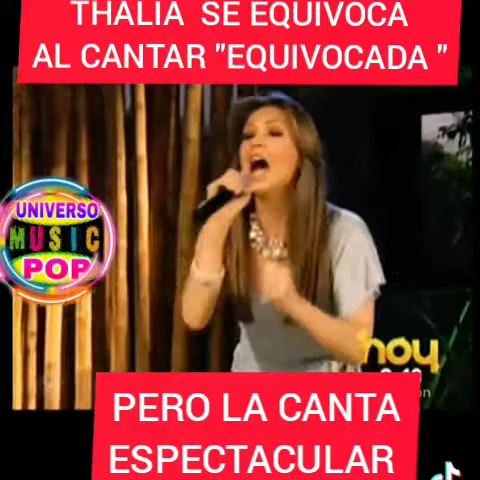 THALIA SE EQUIVOCA
AL CANTAR "EQUIVOCADA "
UNIVERSO
MUSIC
POP
hoy
PERO LA CANTA
ESPECTACULAR